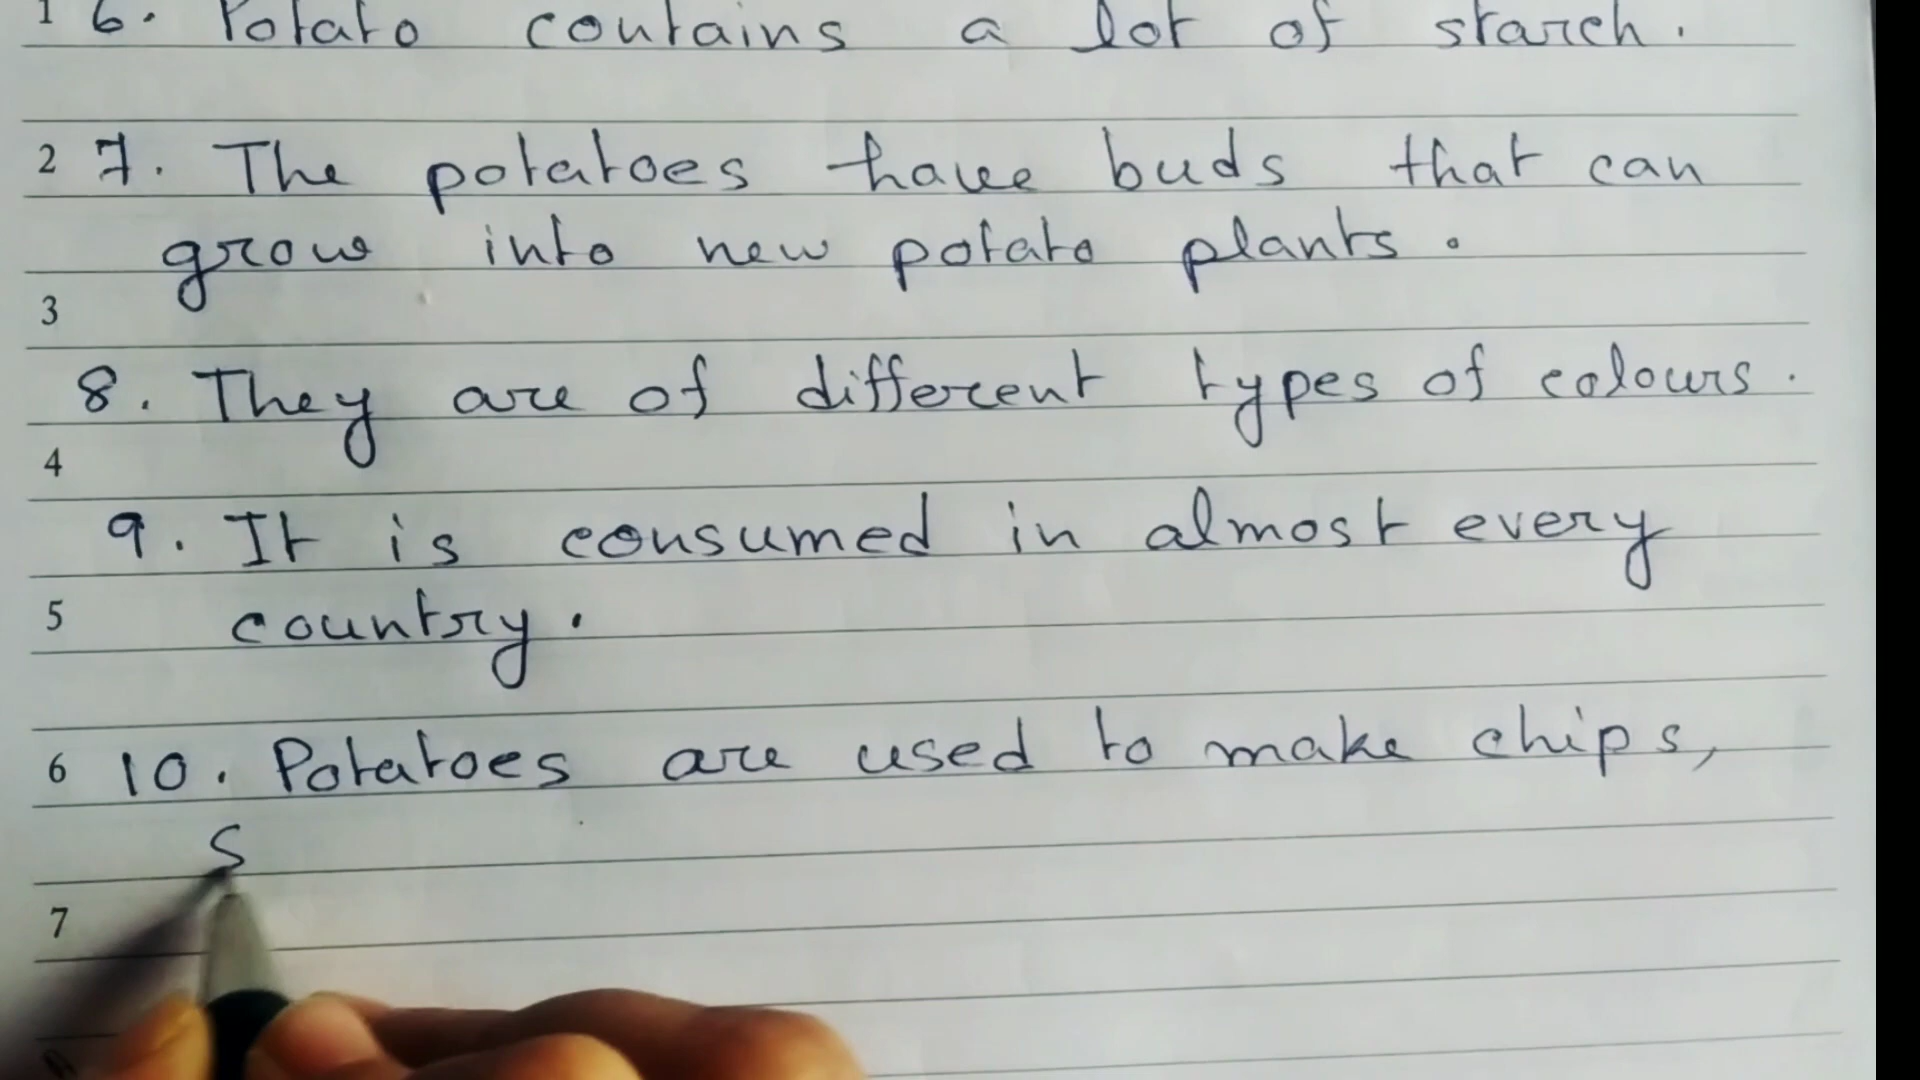 1 6. Potato contains a lot of starch.
2 7. The potatoes have buds that can
grow into new potato plants.
3
8. They are of different types of colours.
4
9. It is consumed in almost every
5 country.
6 10. Potatoes are used to make chips,
S
7